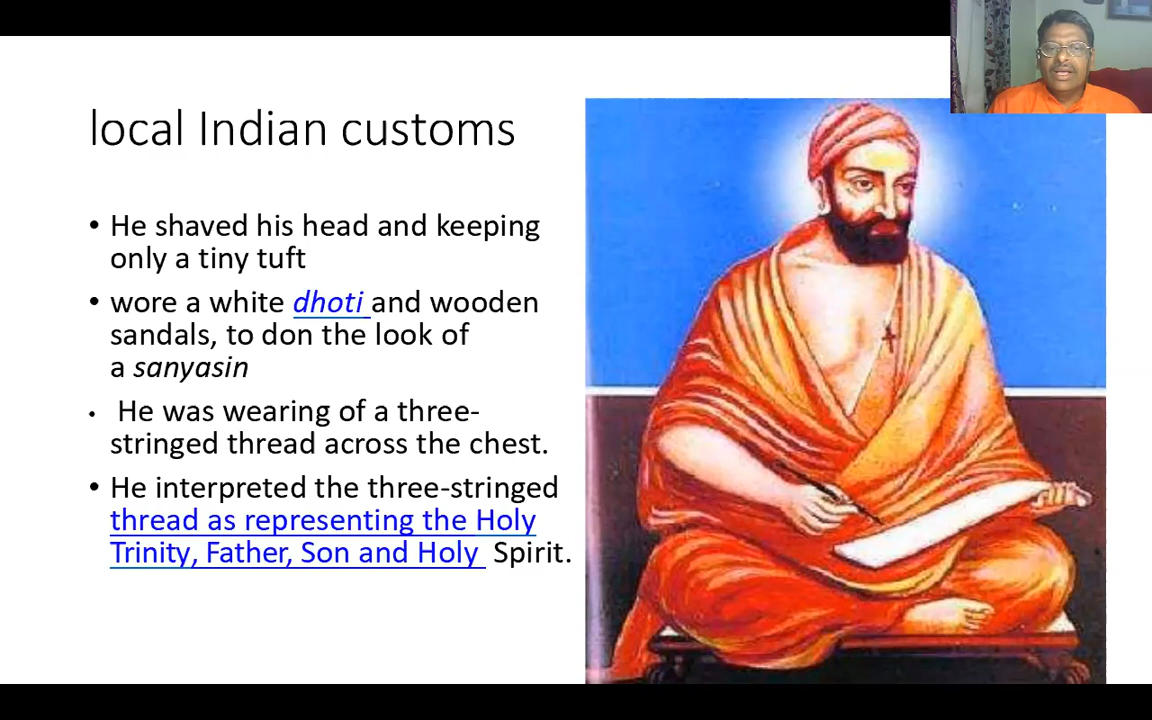 local Indian customs
• He shaved his head and keeping
only a tiny tuft
• wore a white dhoti and wooden
sandals, to don the look of
a sanyasin
• He was wearing of a three-
stringed thread across the chest.
• He interpreted the three-stringed
thread as representing the Holy
Trinity, Father, Son and Holy Spirit.